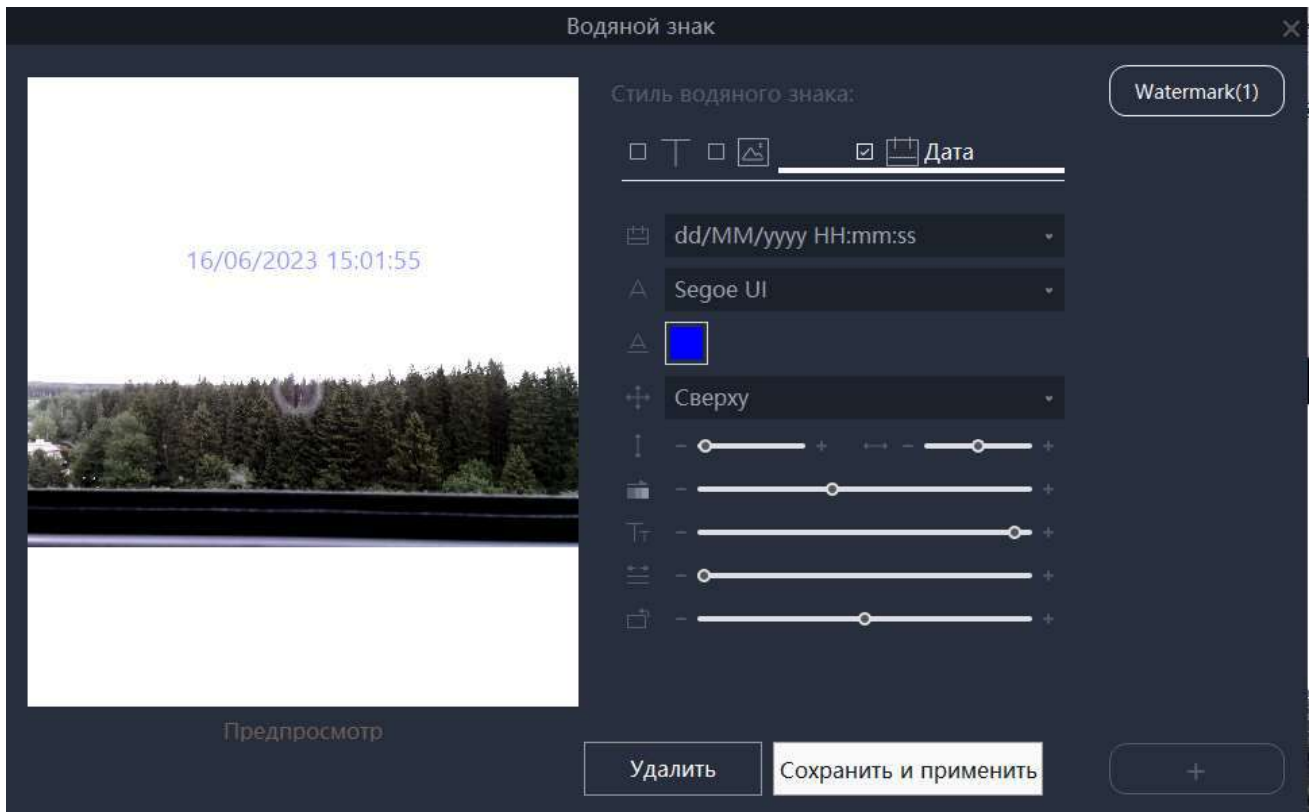 Водяной знак
Стиль водяного знака:
Watermark(1)
Дата
dd/MM/yyyy HH:mm:ss
16/06/2023 15:01:55
Segoe UI
Сверху
Предпросмотр
Удалить
Сохранить и применить